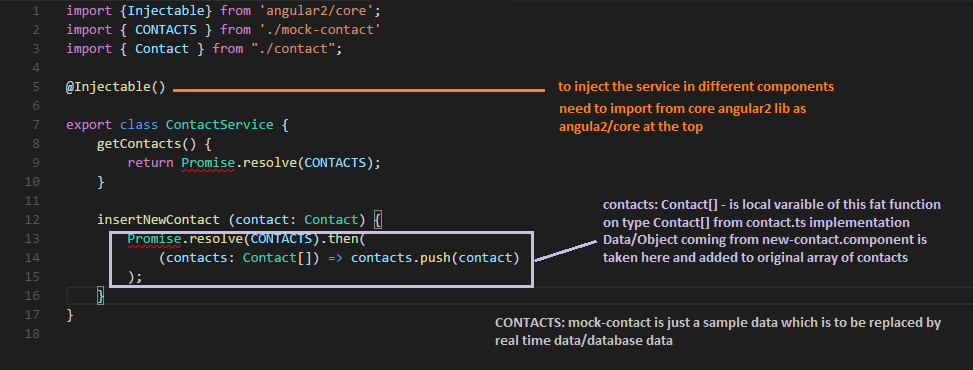 1 import {Injectable} from 'angular2/core';
2 import { CONTACTS } from './mock-contact'
3 import { Contact } from "./contact";
4
5 @Injectable()
to inject the service in different components
need to import from core angular2 lib as
angula2/core at the top
6
7 export class ContactService {
8 getContacts() {
9 return Promise.resolve(CONTACTS);
10 }
11
12 insertNewContact (contact: Contact) {
13 Promise.resolve(CONTACTS).then(
14 (contacts: Contact[]) => contacts.push(contact)
15 );
16 }
17 }
18
contacts: Contact[] - is local varaible of this fat function
on type Contact[] from contact.ts implementation
Data/Object coming from new-contact.component is
taken here and added to original array of contacts
CONTACTS: mock-contact is just a sample data which is to be replaced by
real time data/database data